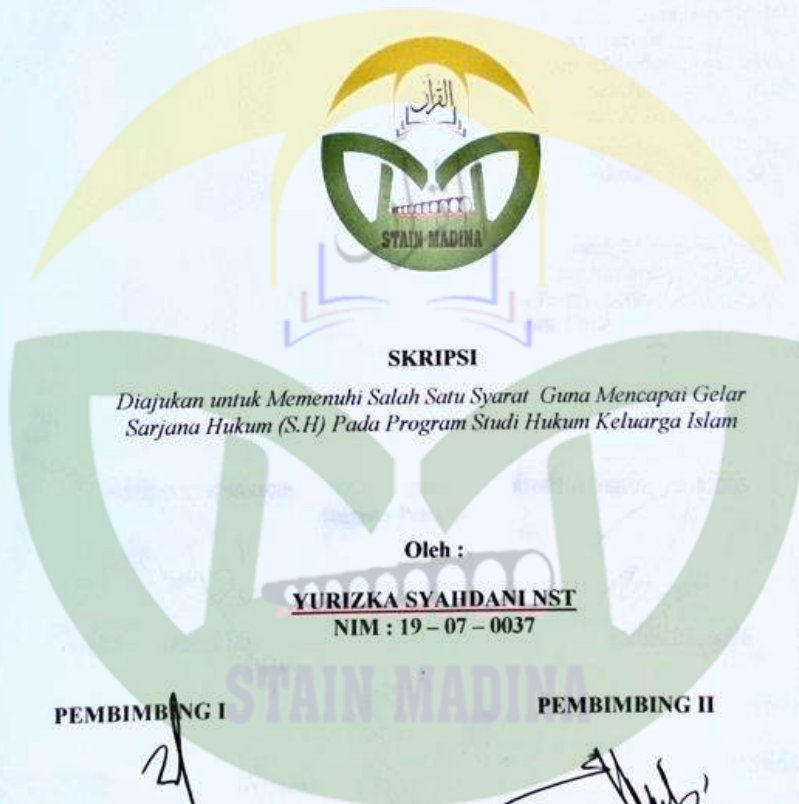 القرآن
STAIN MADINA
SKRIPSI
Diajukan untuk Memenuhi Salah Satu Syarat Guna Mencapai Gelar
Sarjana Hukum (S.H) Pada Program Studi Hukum Keluarga Islam
Oleh :
YURIZKA SYAHDANI NST
NIM : 19 – 07 – 0037
STAIN MADINA
PEMBIMBING I
PEMBIMBING II